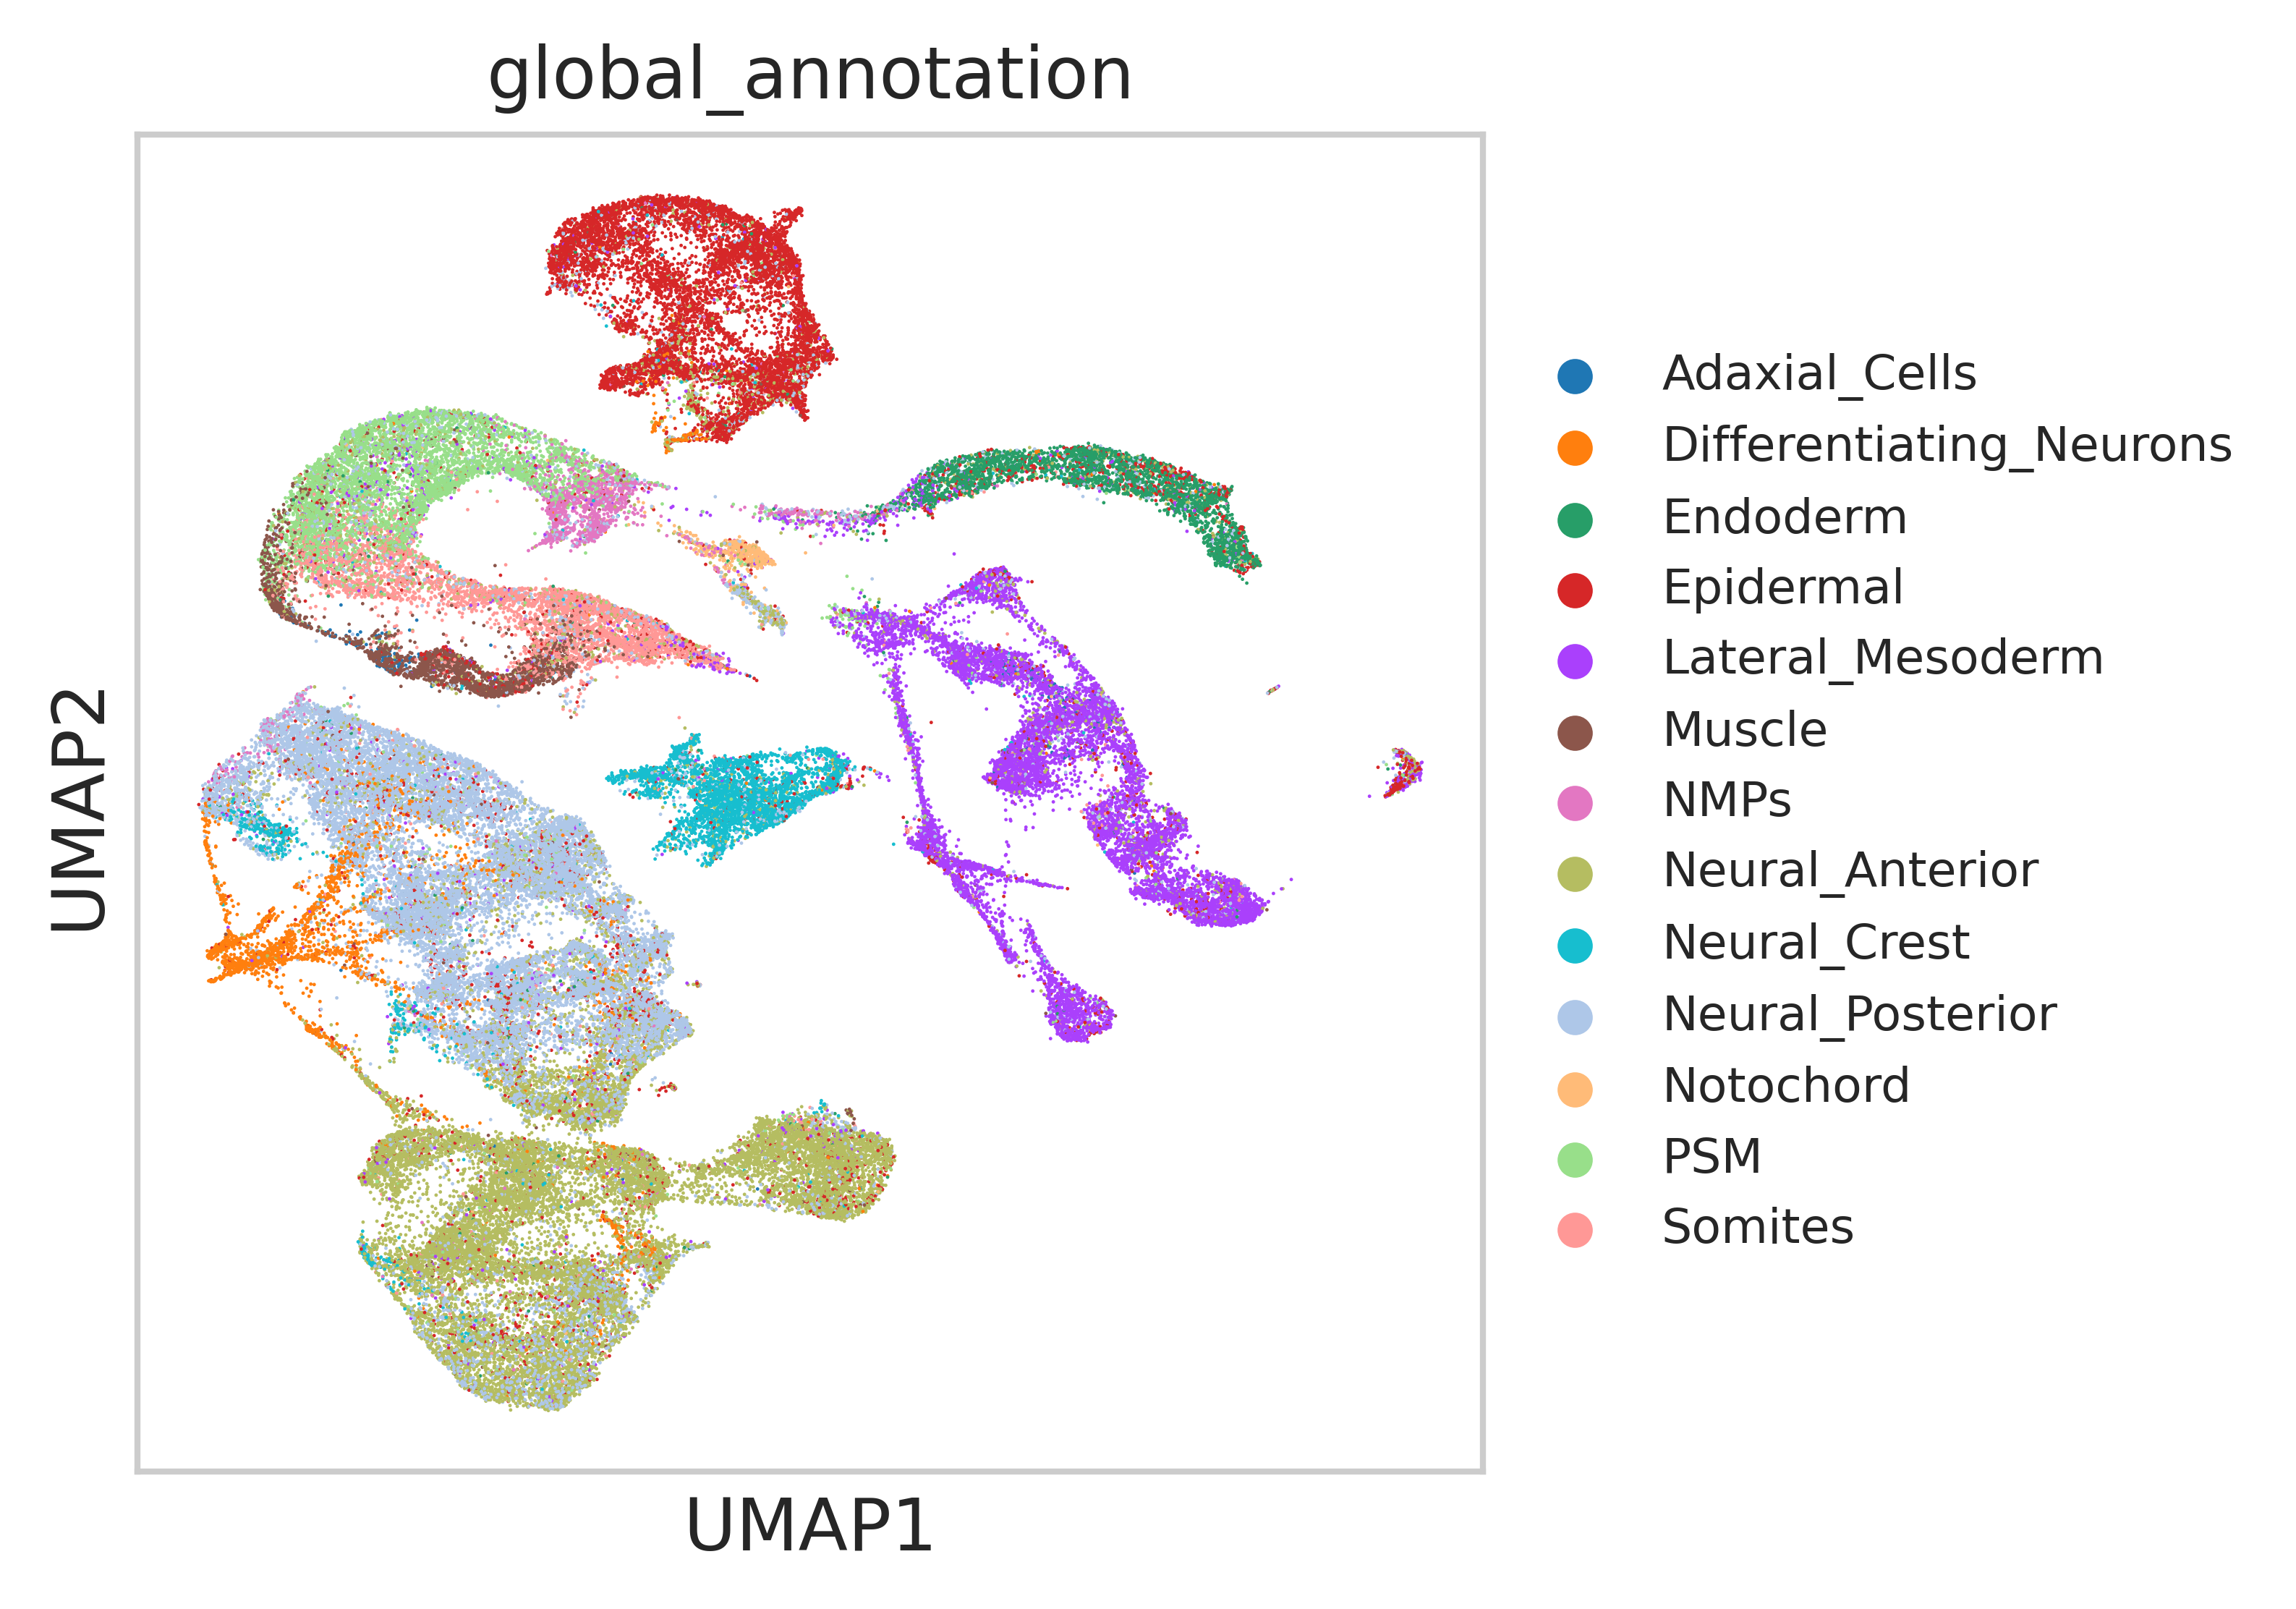 global_annotation
UMAP2
UMAP1
Adaxial_Cells
Differentiating_Neurons
Endoderm
Epidermal
Lateral_Mesoderm
Muscle
NMPs
Neural_Anterior
Neural_Crest
Neural_Posterior
Notochord
PSM
Somites